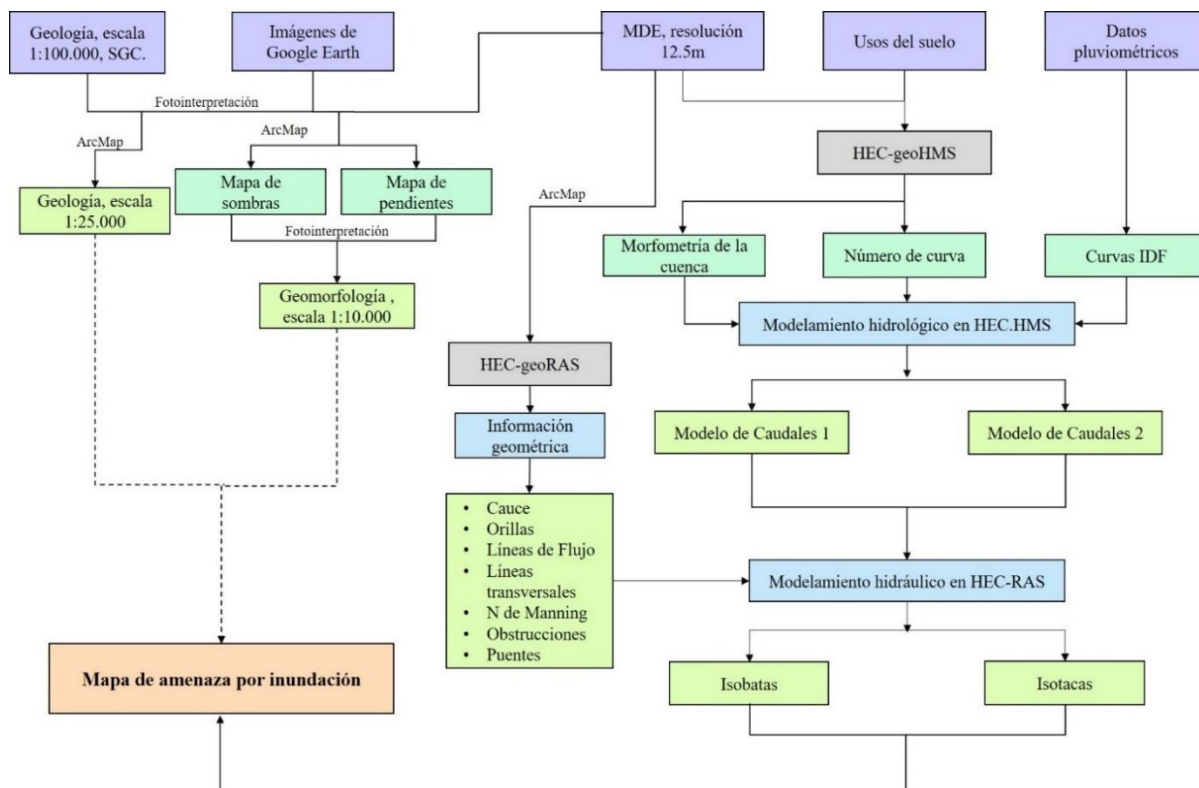 Geología, escala
1:100.000, SGC.
Imágenes de
Google Earth
MDE, resolución
12.5m
Usos del suelo
Datos
pluviométricos
Fotointerpretación
ArcMap
ArcMap
HEC-geoHMS
Mapa de
sombras
Mapa de
pendientes
Geología, escala
1:25.000
ArcMap
Fotointerpretación
Morfometría de la
cuenca
Número de curva
Curvas IDF
Geomorfología ,
escala 1:10.000
Modelamiento hidrológico en HEC.HMS
HEC-geoRAS
Información
geométrica
Modelo de Caudales 1
Modelo de Caudales 2
• Cauce
• Orillas
• Líneas de Flujo
• Líneas
transversales
• N de Manning
• Obstrucciones
• Puentes
Modelamiento hidráulico en HEC-RAS
Mapa de amenaza por inundación
Isobatas
Isotacas